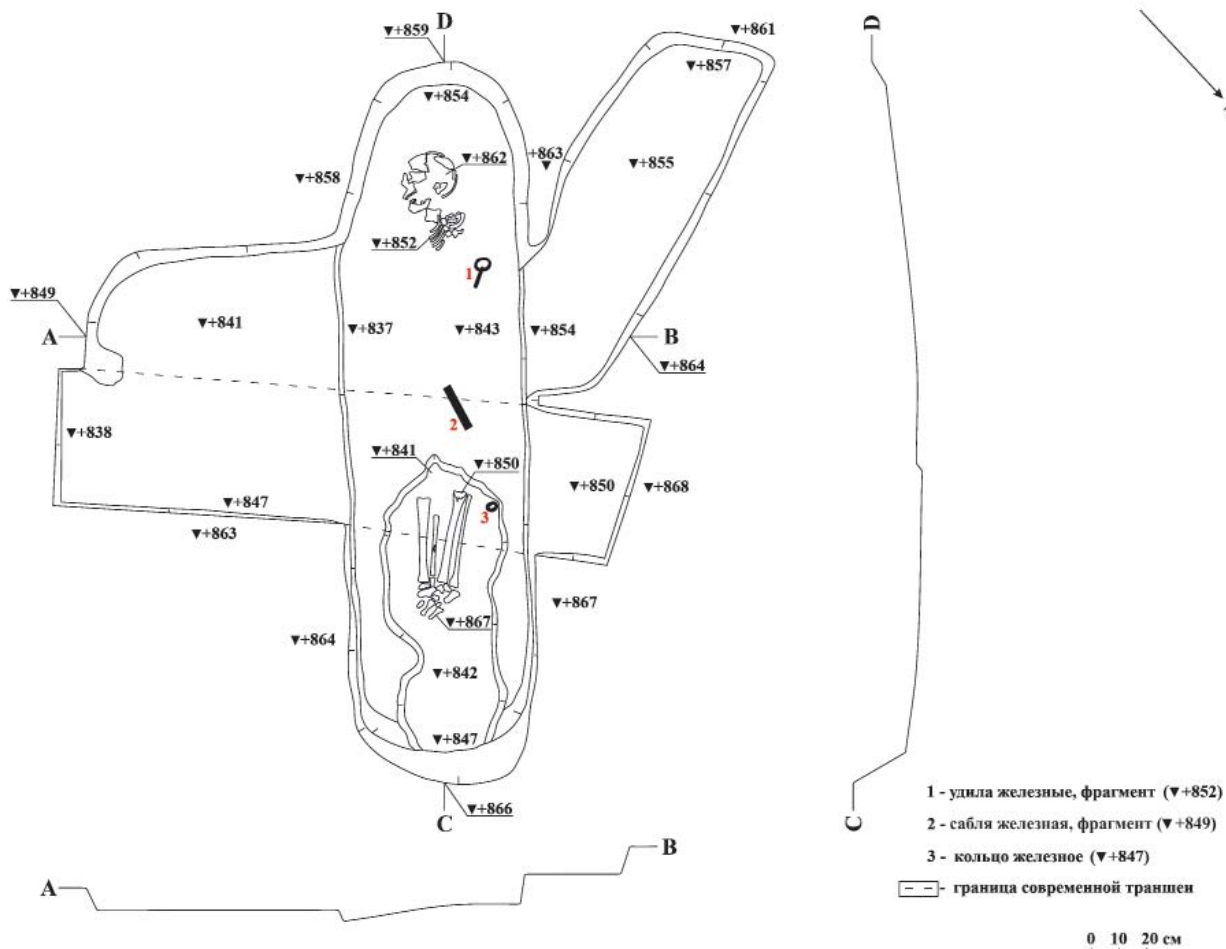 D
▼+859
▼+861
▼+857
D
▼+854
▼+862
+863
▼
▼+855
▼+858
▼+852
1
▼+849
▼+841
▼+837
▼+843
▼+854
A
B
▼+864
2
▼+838
▼+841
▼+850
▼+850
▼+868
▼+847
3
▼+863
▼+867
▼+867
▼+864
▼+842
▼+847
▼+866
C
C
1 - удила железные, фрагмент (▼+852)
2 - сабля железная, фрагмент (▼+849)
3 - кольцо железное (▼+847)
- граница современной траншеи
A
B
0 10 20 см